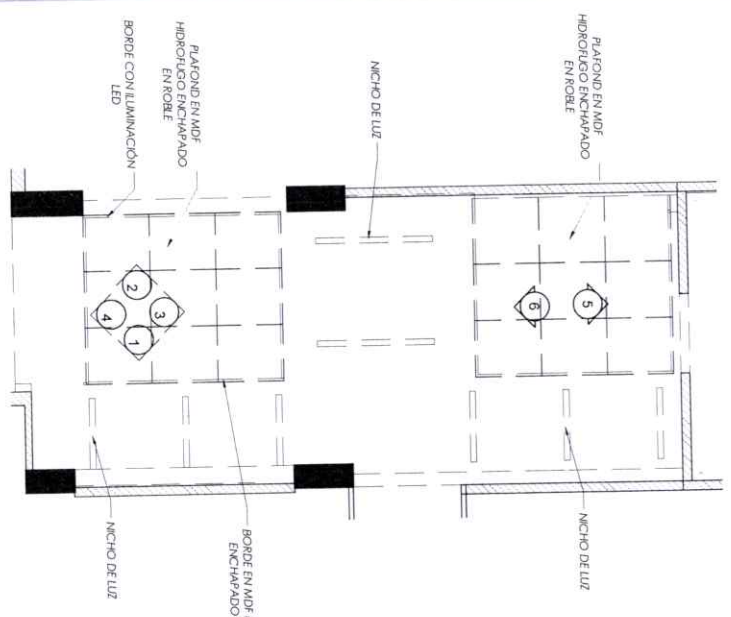 PLAFOND EN MDF
HIDROFUGO ENCHAPADO
EN ROBLE
NICHO DE LUZ
PLAFOND EN MDF
HIDROFUGO ENCHAPADO
EN ROBLE
BORDE CON ILUMINACIÓN
LED
5
6
3
2
1
4
NICHO DE LUZ
BORDE EN MDF
ENCHAPADO
NICHO DE LUZ